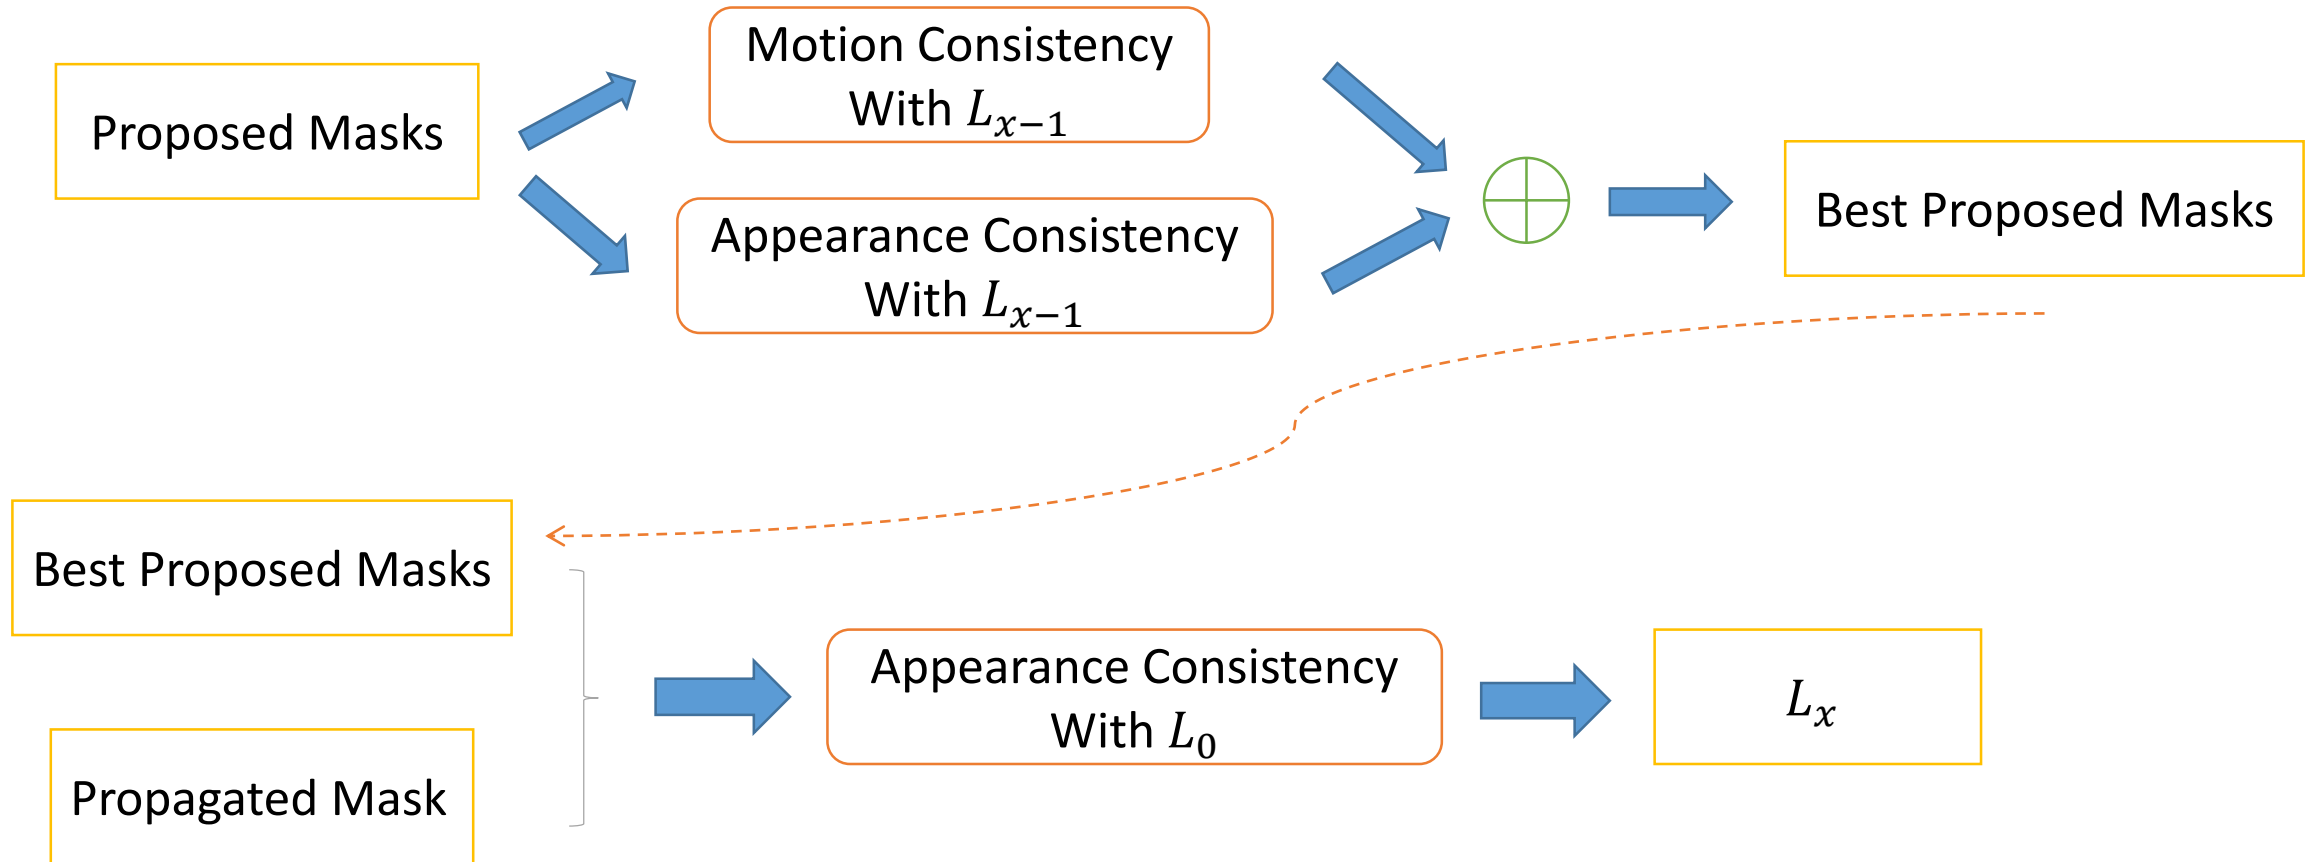 Proposed Masks
Motion Consistency
With $L_{x-1}$
Appearance Consistency
With $L_{x-1}$
Best Proposed Masks
Best Proposed Masks
Propagated Mask
Appearance Consistency
With $L_0$
$L_x$